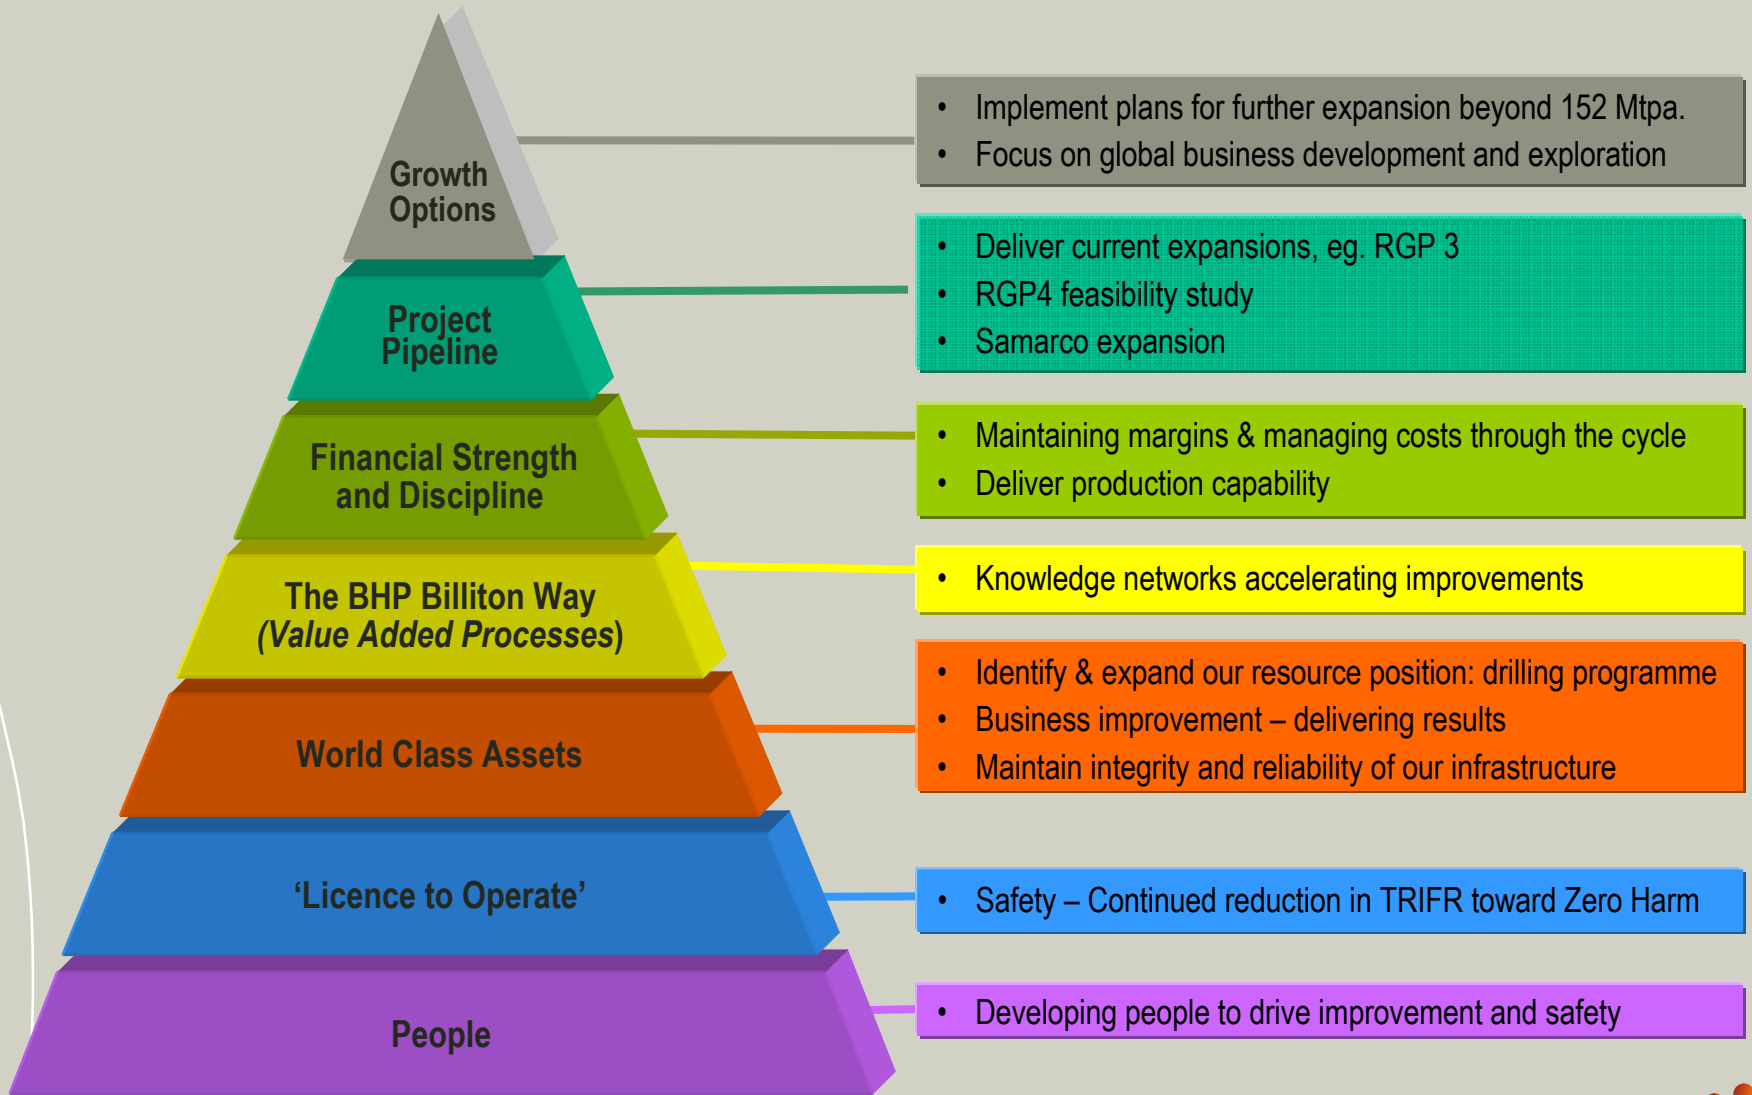 Growth
Options
• Implement plans for further expansion beyond 152 Mtpa.
• Focus on global business development and exploration
Project
Pipeline
• Deliver current expansions, eg. RGP 3
• RGP4 feasibility study
• Samarco expansion
Financial Strength
and Discipline
• Maintaining margins & managing costs through the cycle
• Deliver production capability
The BHP Billiton Way
(Value Added Processes)
• Knowledge networks accelerating improvements
World Class Assets
• Identify & expand our resource position: drilling programme
• Business improvement – delivering results
• Maintain integrity and reliability of our infrastructure
‘Licence to Operate’
• Safety – Continued reduction in TRIFR toward Zero Harm
People
• Developing people to drive improvement and safety